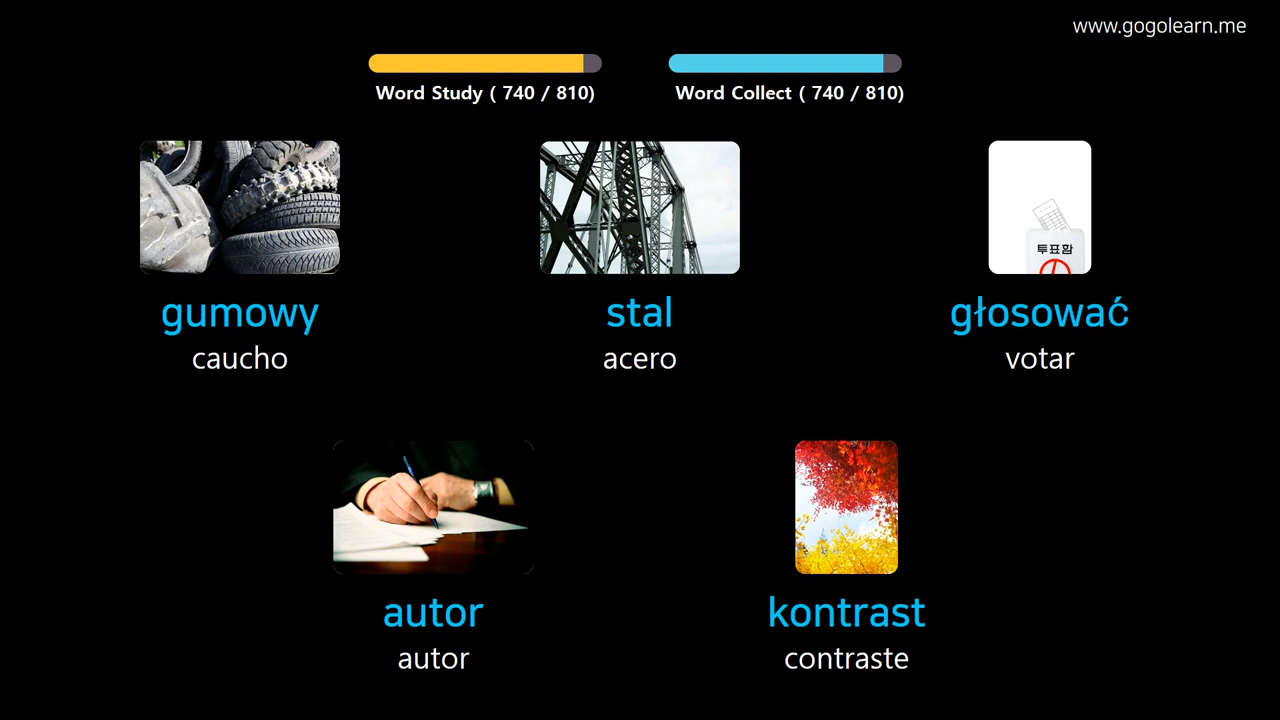 www.gogolearn.me
Word Study ( 740 / 810)
Word Collect ( 740 / 810)
투표함
gumowy
caucho
stal
acero
głosować
votar
autor
autor
kontrast
contraste